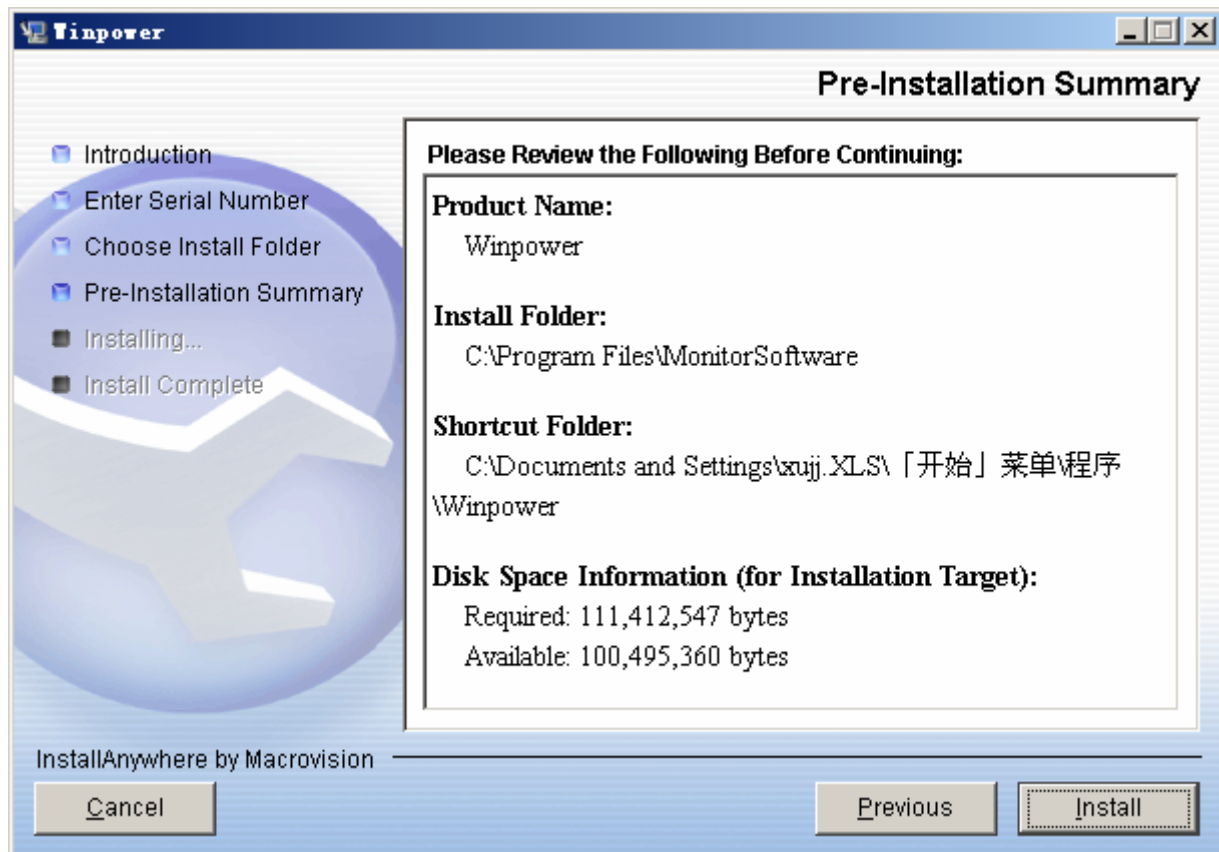 Winpower
Pre-Installation Summary
Introduction
Enter Serial Number
Choose Install Folder
Pre-Installation Summary
Installing...
Install Complete
Please Review the Following Before Continuing:
Product Name:
Winpower
Install Folder:
C:\Program Files\MonitorSoftware
Shortcut Folder:
C:\Documents and Settings\xujj.XLS\「开始」菜单\程序
\Winpower
Disk Space Information (for Installation Target):
Required: 111,412,547 bytes
Available: 100,495,360 bytes
InstallAnywhere by Macrovision
Cancel
Previous
Install